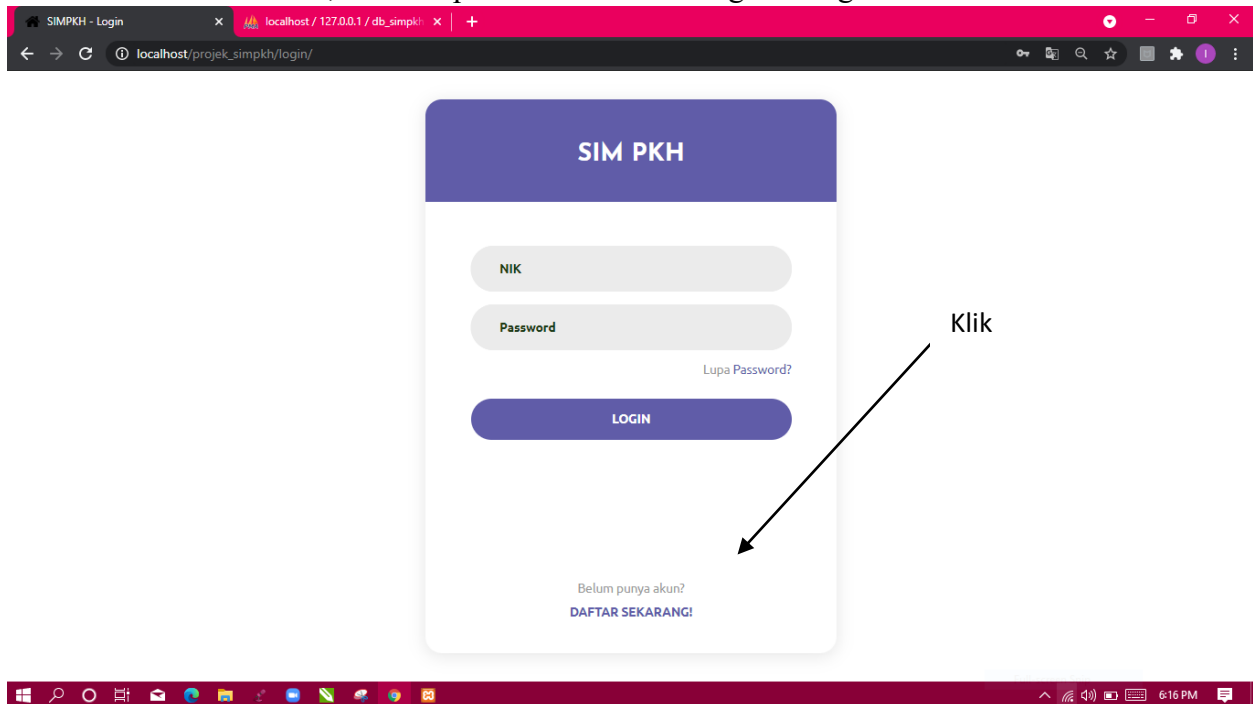 SIMPKH - Login
localhost / 127.0.0.1 / db_simpkh
localhost/projek_simpkh/login/
I
SIM PKH
NIK
Password
Klik
Lupa Password?
LOGIN
Belum punya akun?
DAFTAR SEKARANG!
6:16 PM